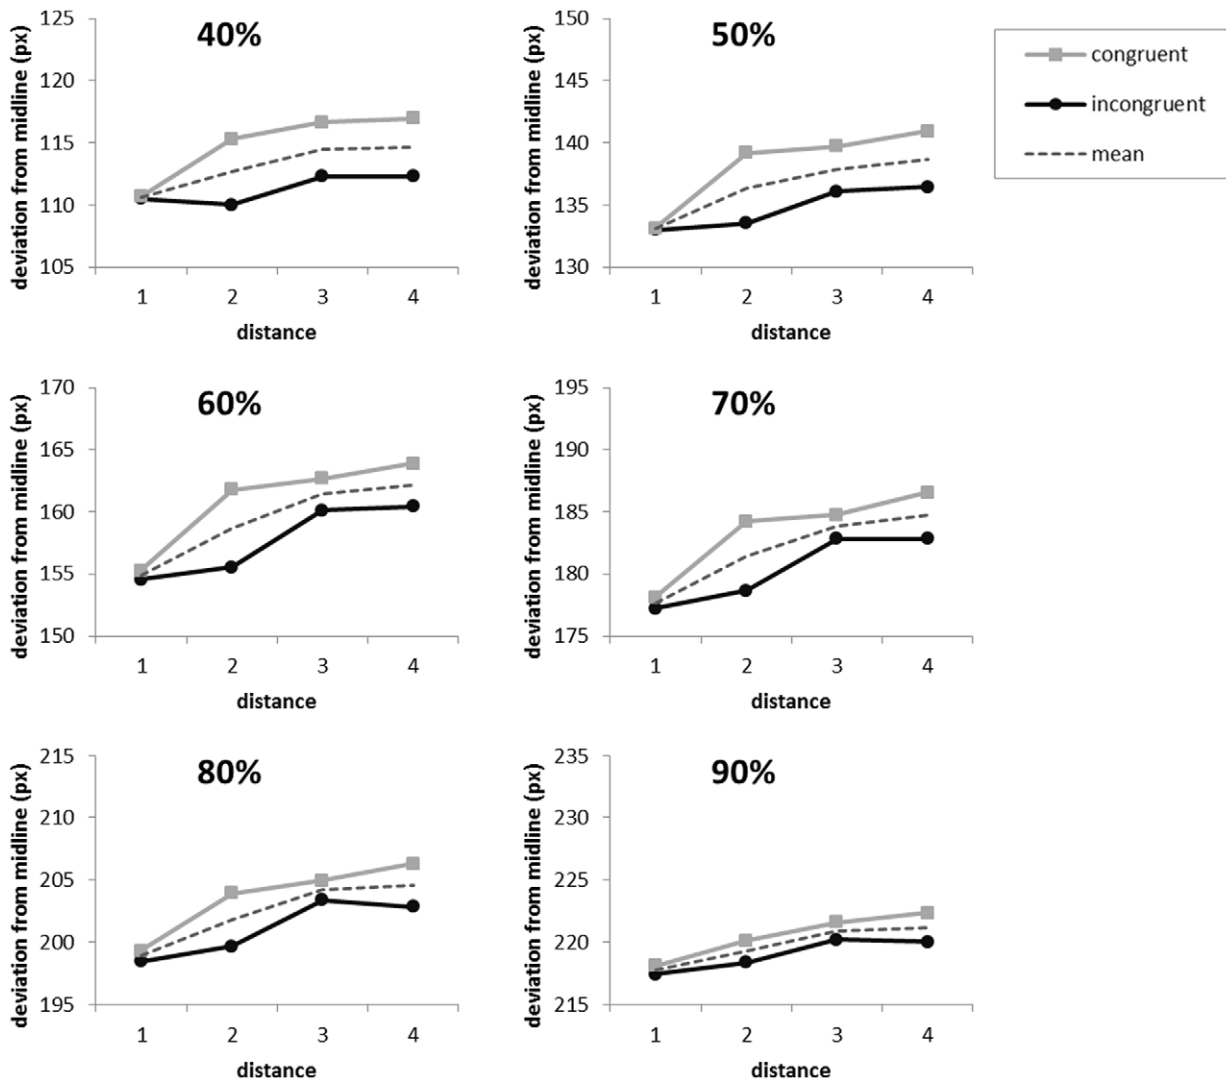 40%
deviation from midline (px)
125
120
115
110
105
1 2 3 4
distance
50%
deviation from midline (px)
150
145
140
135
130
1 2 3 4
distance
congruent
incongruent
mean
60%
deviation from midline (px)
170
165
160
155
150
1 2 3 4
distance
70%
deviation from midline (px)
195
190
185
180
175
1 2 3 4
distance
80%
deviation from midline (px)
215
210
205
200
195
1 2 3 4
distance
90%
deviation from midline (px)
235
230
225
220
215
1 2 3 4
distance